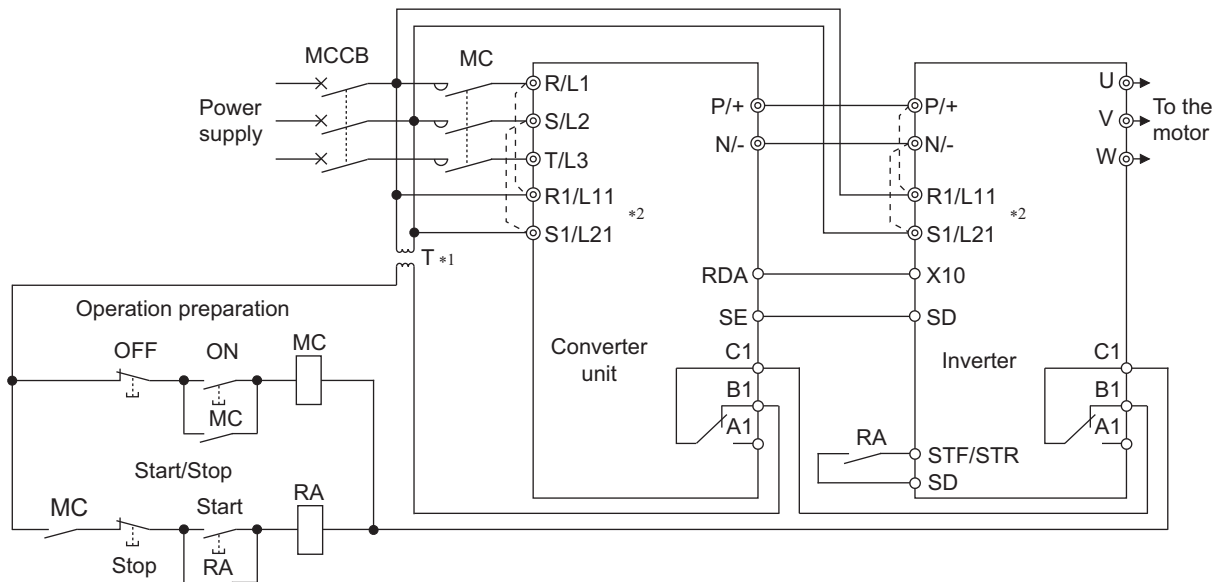 MCCB
MC
Power
supply
R/L1
S/L2
T/L3
R1/L11
*2
S1/L21
T *1
P/+
N/-
RDA
SE
C1
B1
A1
Converter
unit
P/+
N/-
R1/L11
*2
S1/L21
X10
SD
Inverter
C1
B1
A1
RA
STF/STR
SD
U
V
W
To the
motor
Operation preparation
OFF
ON
MC
MC
Start/Stop
MC
Start
RA
Stop
RA